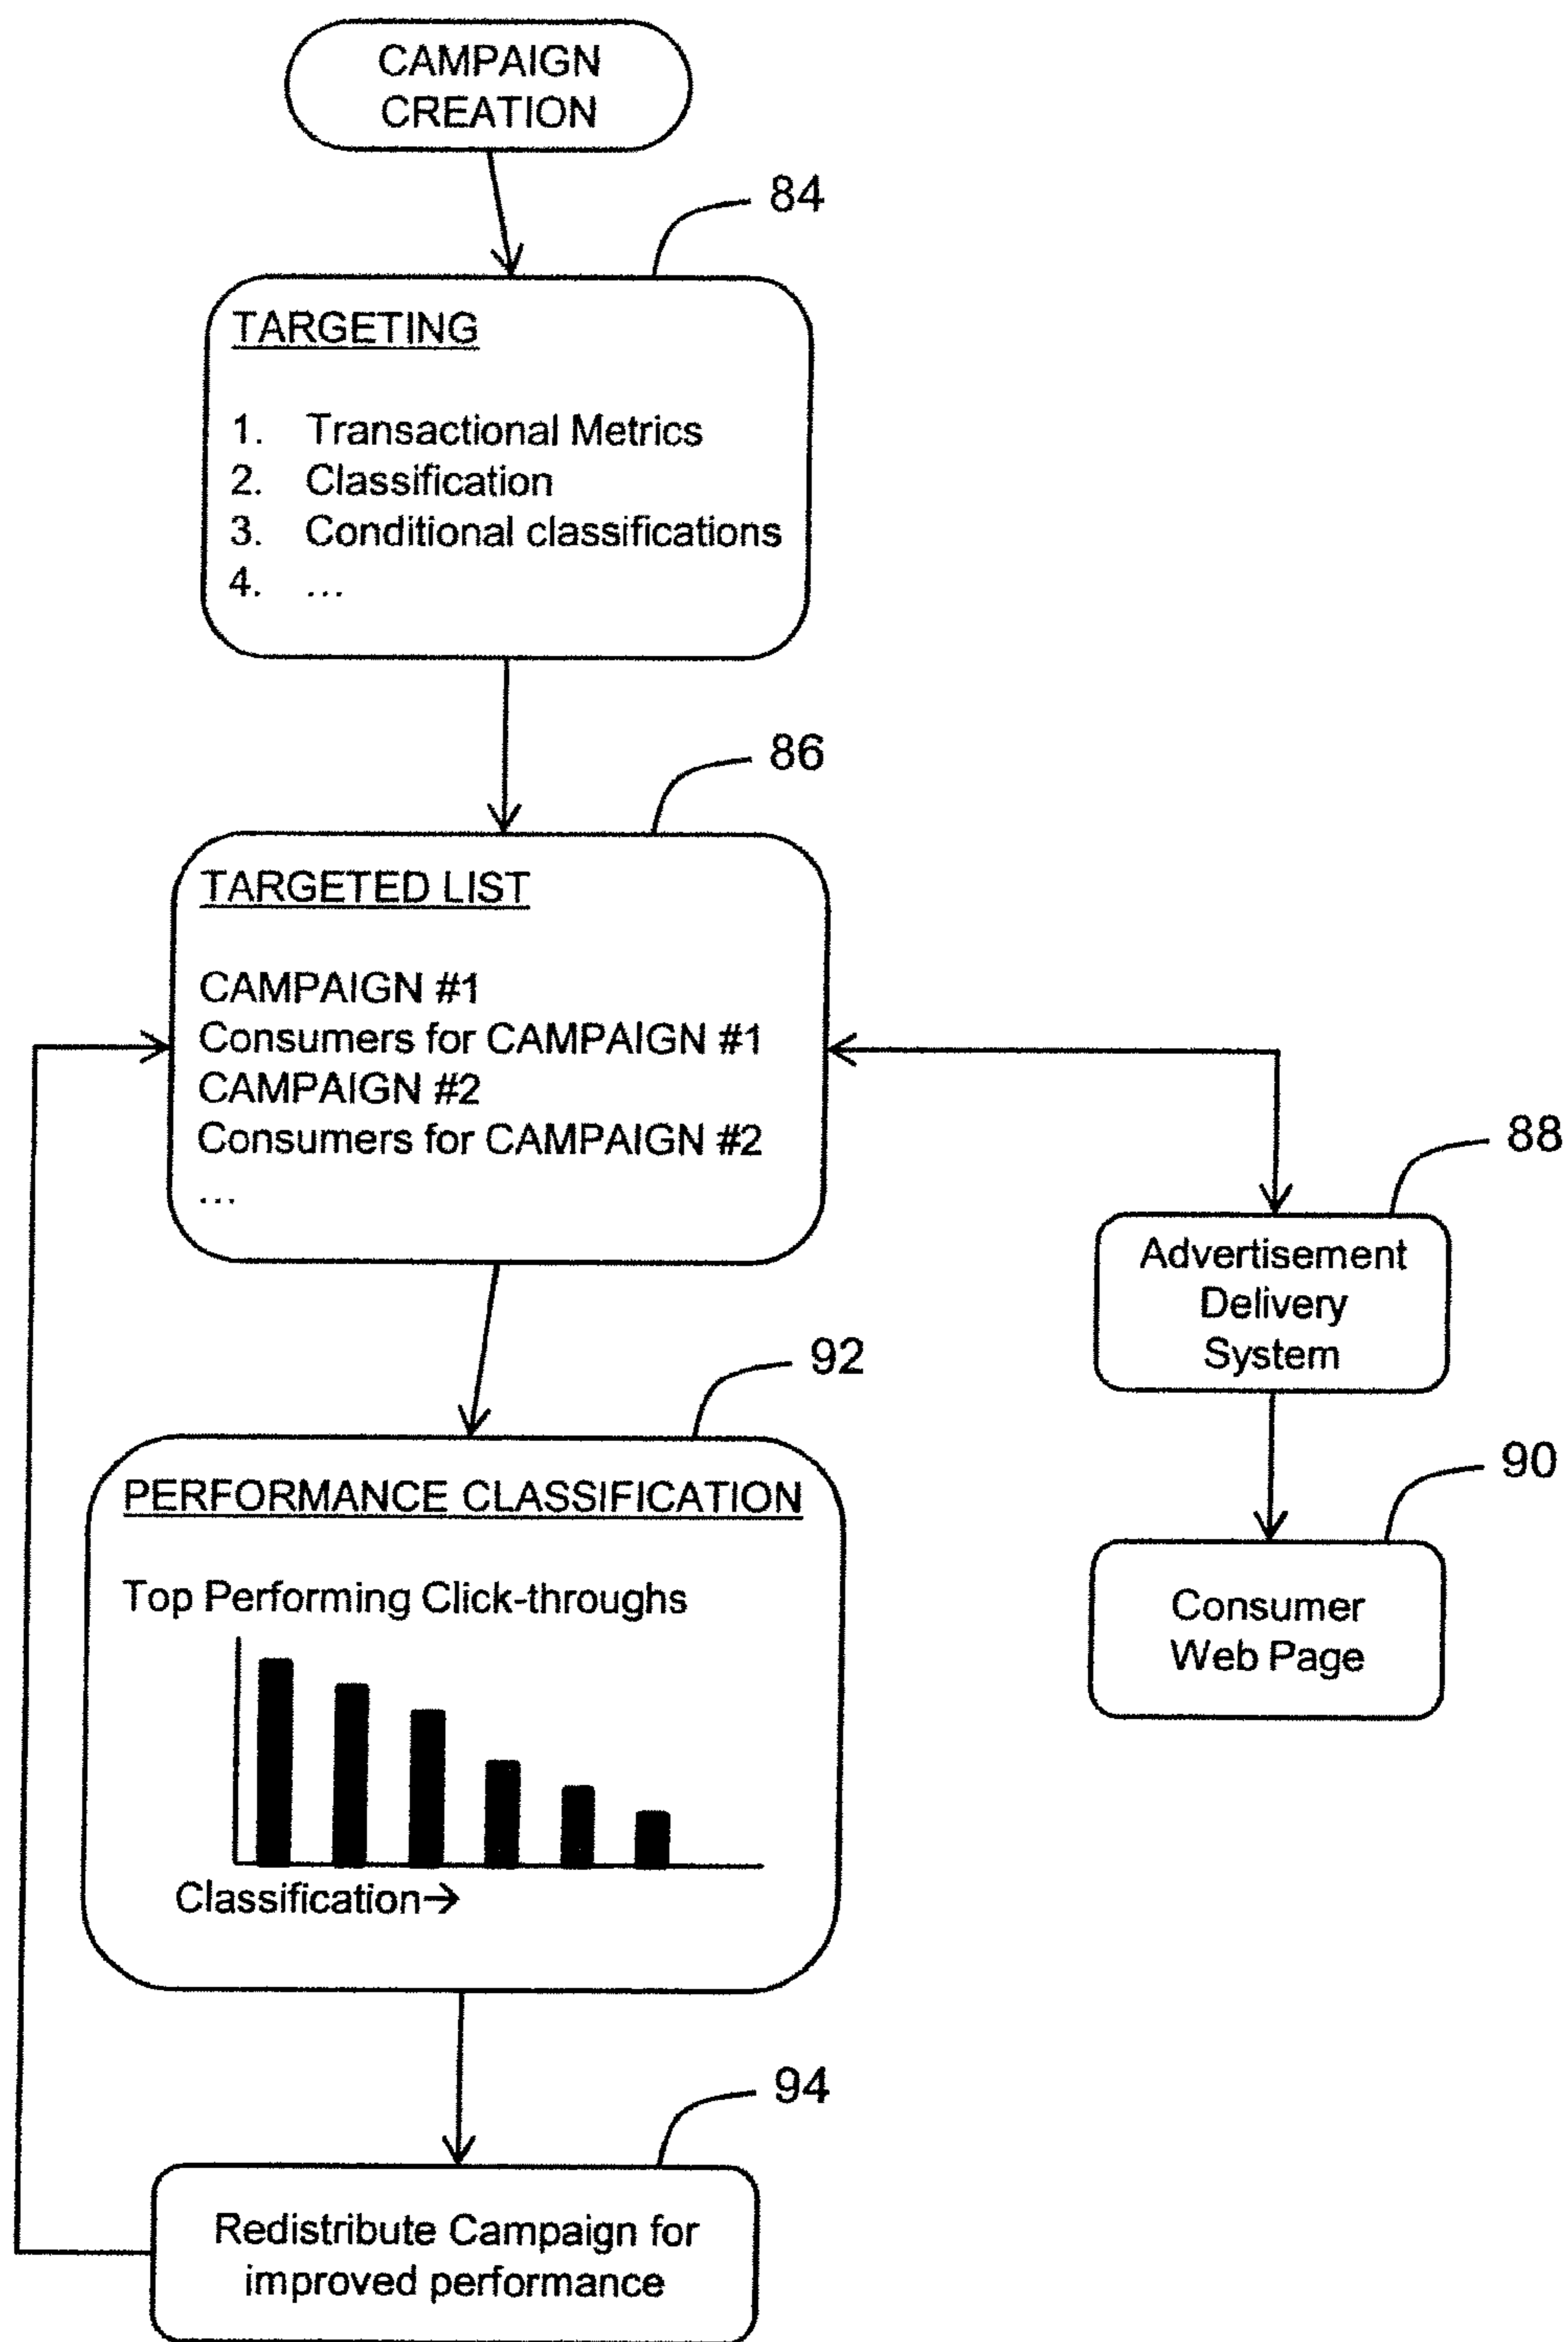 CAMPAIGN
CREATION
84
TARGETING
1. Transactional Metrics
2. Classification
3. Conditional classifications
4. ...
86
TARGETED LIST
CAMPAIGN #1
Consumers for CAMPAIGN #1
CAMPAIGN #2
Consumers for CAMPAIGN #2
...
88
Advertisement
Delivery
System
90
Consumer
Web Page
92
PERFORMANCE CLASSIFICATION
Top Performing Click-throughs
Classification→
94
Redistribute Campaign for
improved performance